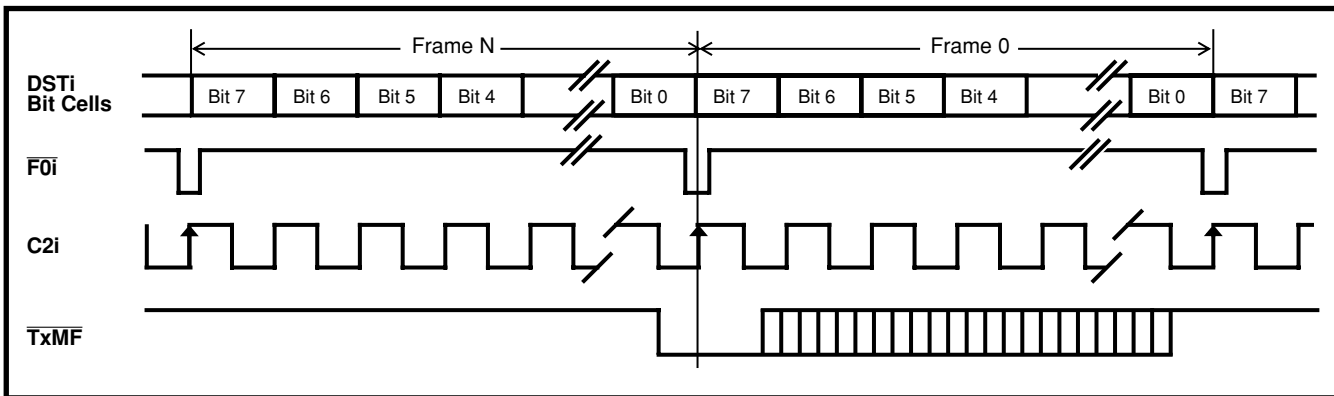 Frame N Frame 0
DSTi
Bit Cells
Bit 7 Bit 6 Bit 5 Bit 4 Bit 0 Bit 7 Bit 6 Bit 5 Bit 4 Bit 0 Bit 7
F0i
C2i
TxMF